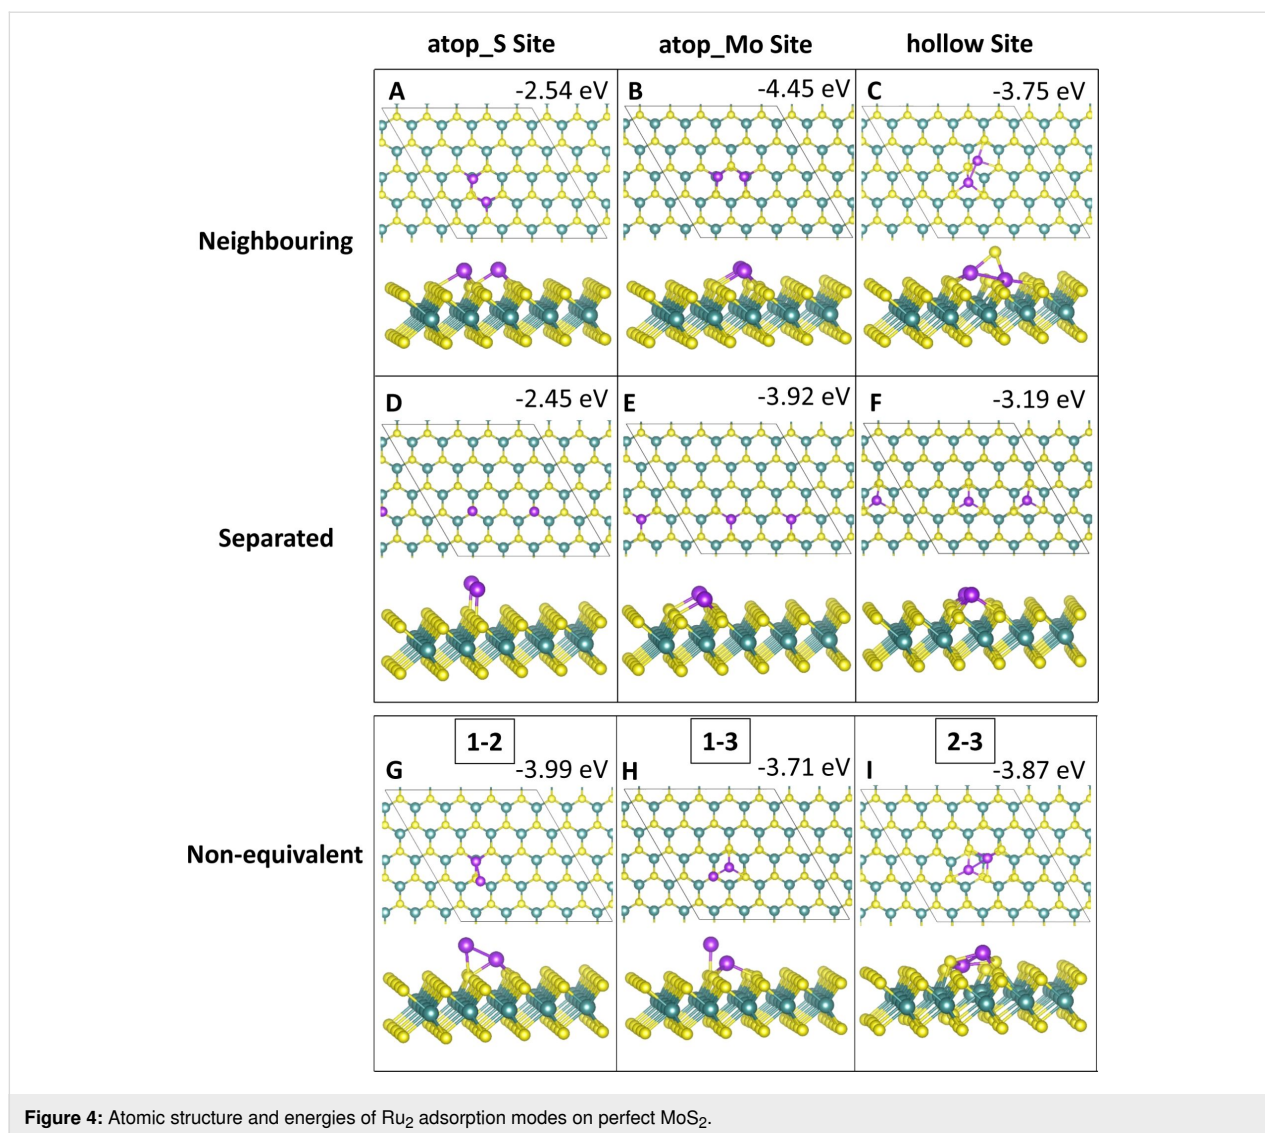 atop_S Site atop_Mo Site hollow Site
A -2.54 eV B -4.45 eV C -3.75 eV
Neighbouring
D -2.45 eV E -3.92 eV F -3.19 eV
Separated
1-2 1-3 2-3
G -3.99 eV H -3.71 eV I -3.87 eV
Non-equivalent
Figure 4: Atomic structure and energies of Ru2 adsorption modes on perfect MoS2.